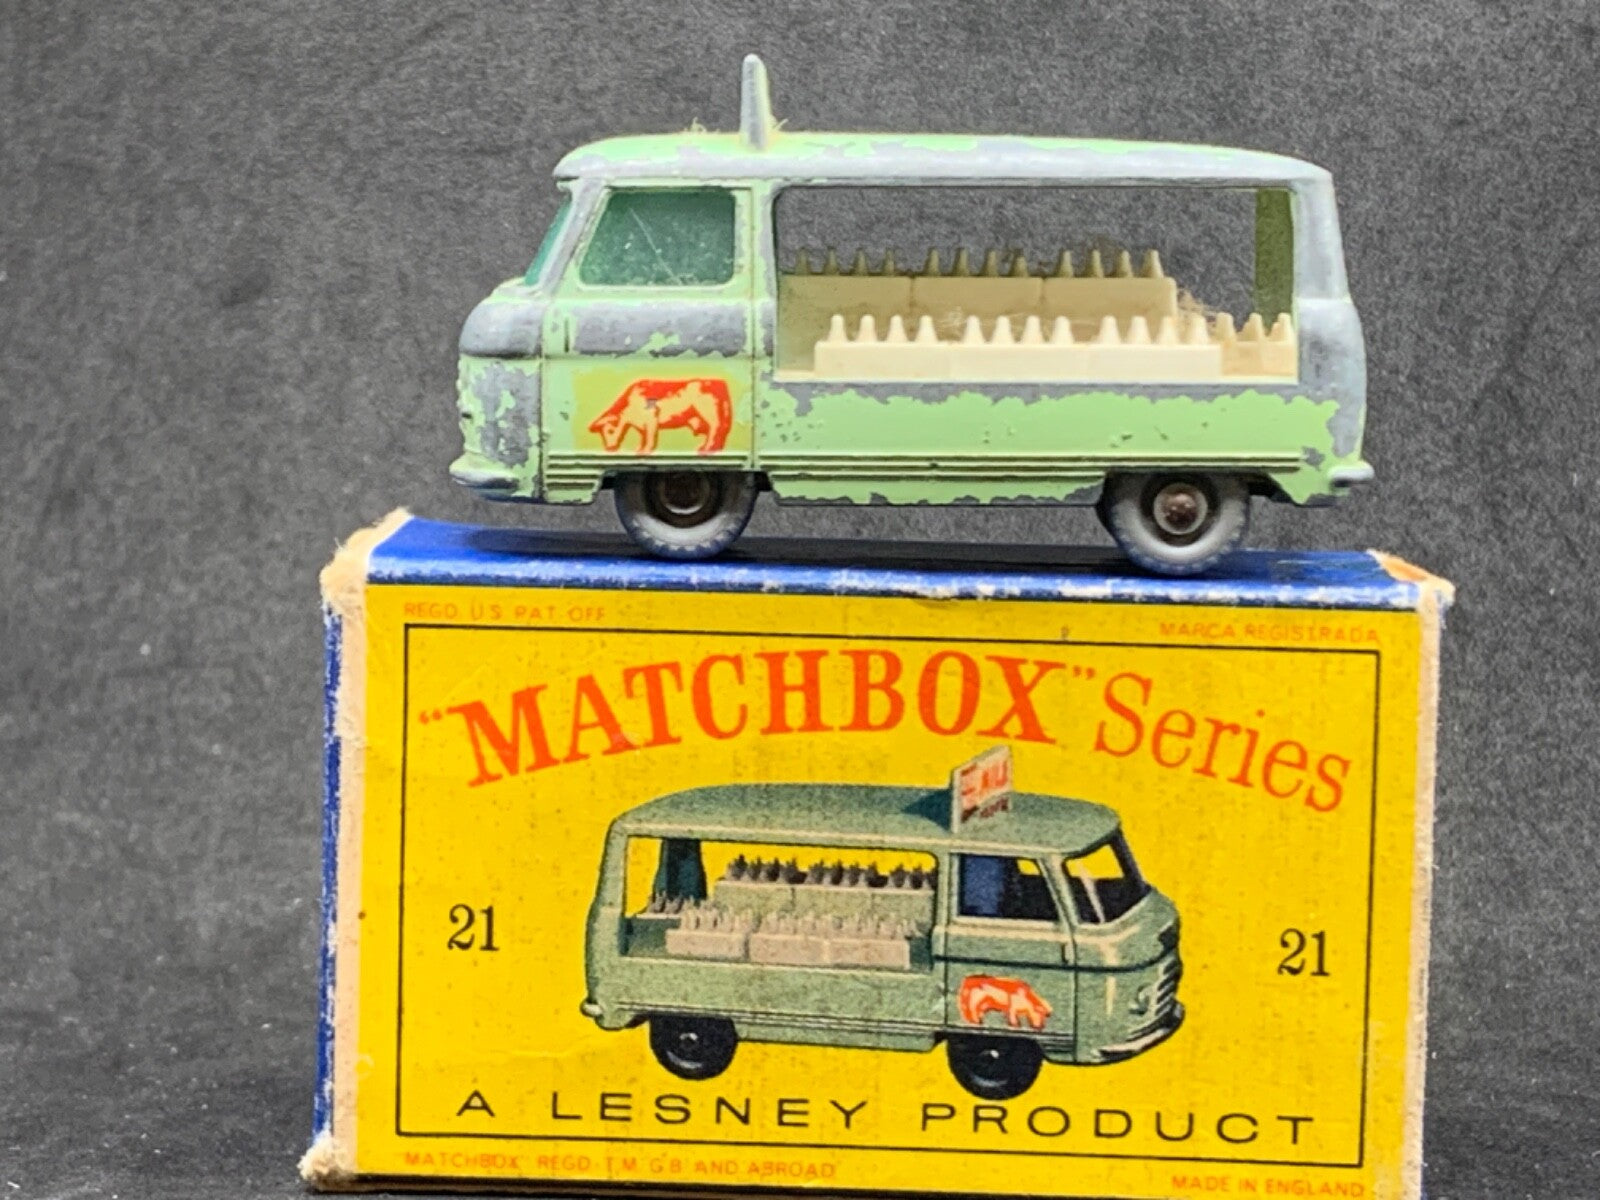 REGD U.S. PAT. OFF MARCA REGISTRADA
"MATCHBOX" Series
21 21
A LESNEY PRODUCT
"MATCHBOX" REGD. T.M. G.B. AND ABROAD MADE IN ENGLAND